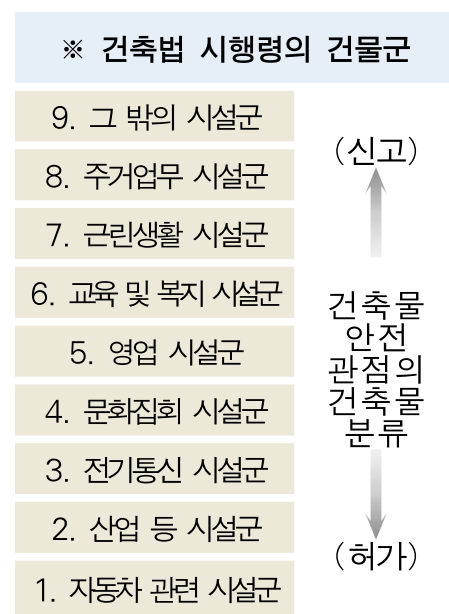 ※ 건축법 시행령의 건물군
9. 그 밖의 시설군
8. 주거업무 시설군
7. 근린생활 시설군
6. 교육 및 복지 시설군
5. 영업 시설군
4. 문화집회 시설군
3. 전기통신 시설군
2. 산업 등 시설군
1. 자동차 관련 시설군
(신고)
건축물
안전
관점의
건축물
분류
(허가)